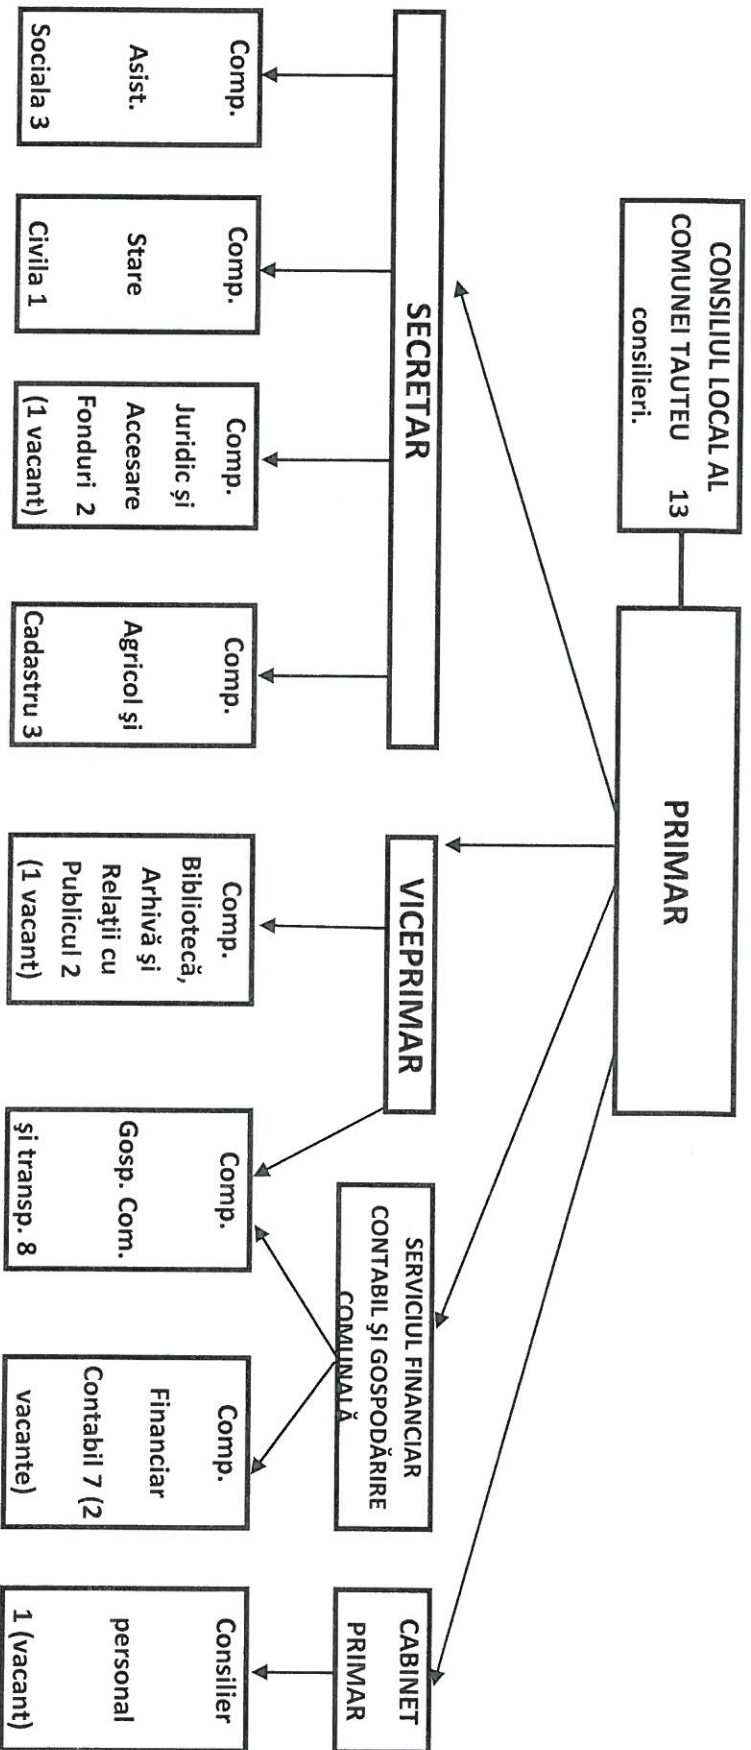 CONSILIUL LOCAL AL
COMUNEI TAUTEU 13
consilieri.
PRIMAR
SECRETAR
VICEPRIMAR
SERVICIUL FINANCIAR
CONTABIL ŞI GOSPODĂRIRE
COMUNALĂ
CABINET
PRIMAR
Comp.
Asist.
Sociala 3
Comp.
Stare
Civila 1
Comp.
Juridic şi
Accesare
Fonduri 2
(1 vacant)
Comp.
Agricol şi
Cadastru 3
Comp.
Bibliotecă,
Arhivă şi
Relaţii cu
Publicul 2
(1 vacant)
Comp.
Gosp. Com.
şi transp. 8
Comp.
Financiar
Contabil 7 (2
vacante)
Consilier
personal
1 (vacant)